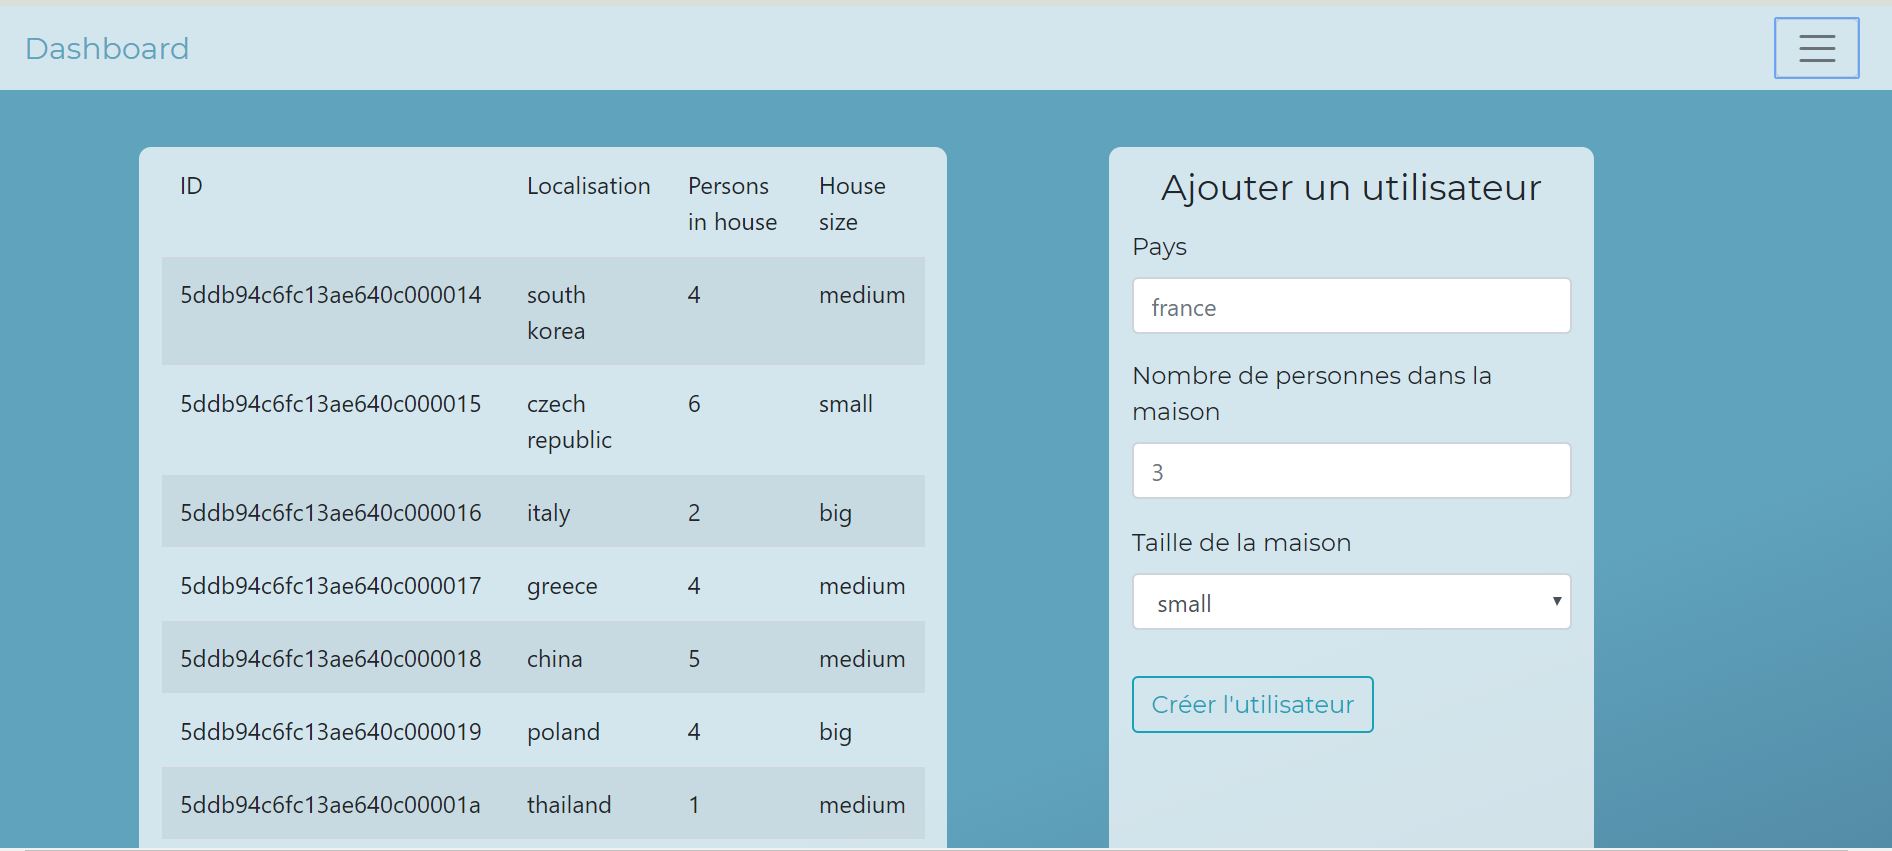 Dashboard
ID Localisation Persons House
in house size
5ddb94c6fc13ae640c000014 south 4 medium
korea
5ddb94c6fc13ae640c000015 czech 6 small
republic
5ddb94c6fc13ae640c000016 italy 2 big
5ddb94c6fc13ae640c000017 greece 4 medium
5ddb94c6fc13ae640c000018 china 5 medium
5ddb94c6fc13ae640c000019 poland 4 big
5ddb94c6fc13ae640c00001a thailand 1 medium
Ajouter un utilisateur
Pays
france
Nombre de personnes dans la
maison
3
Taille de la maison
small
Créer l'utilisateur